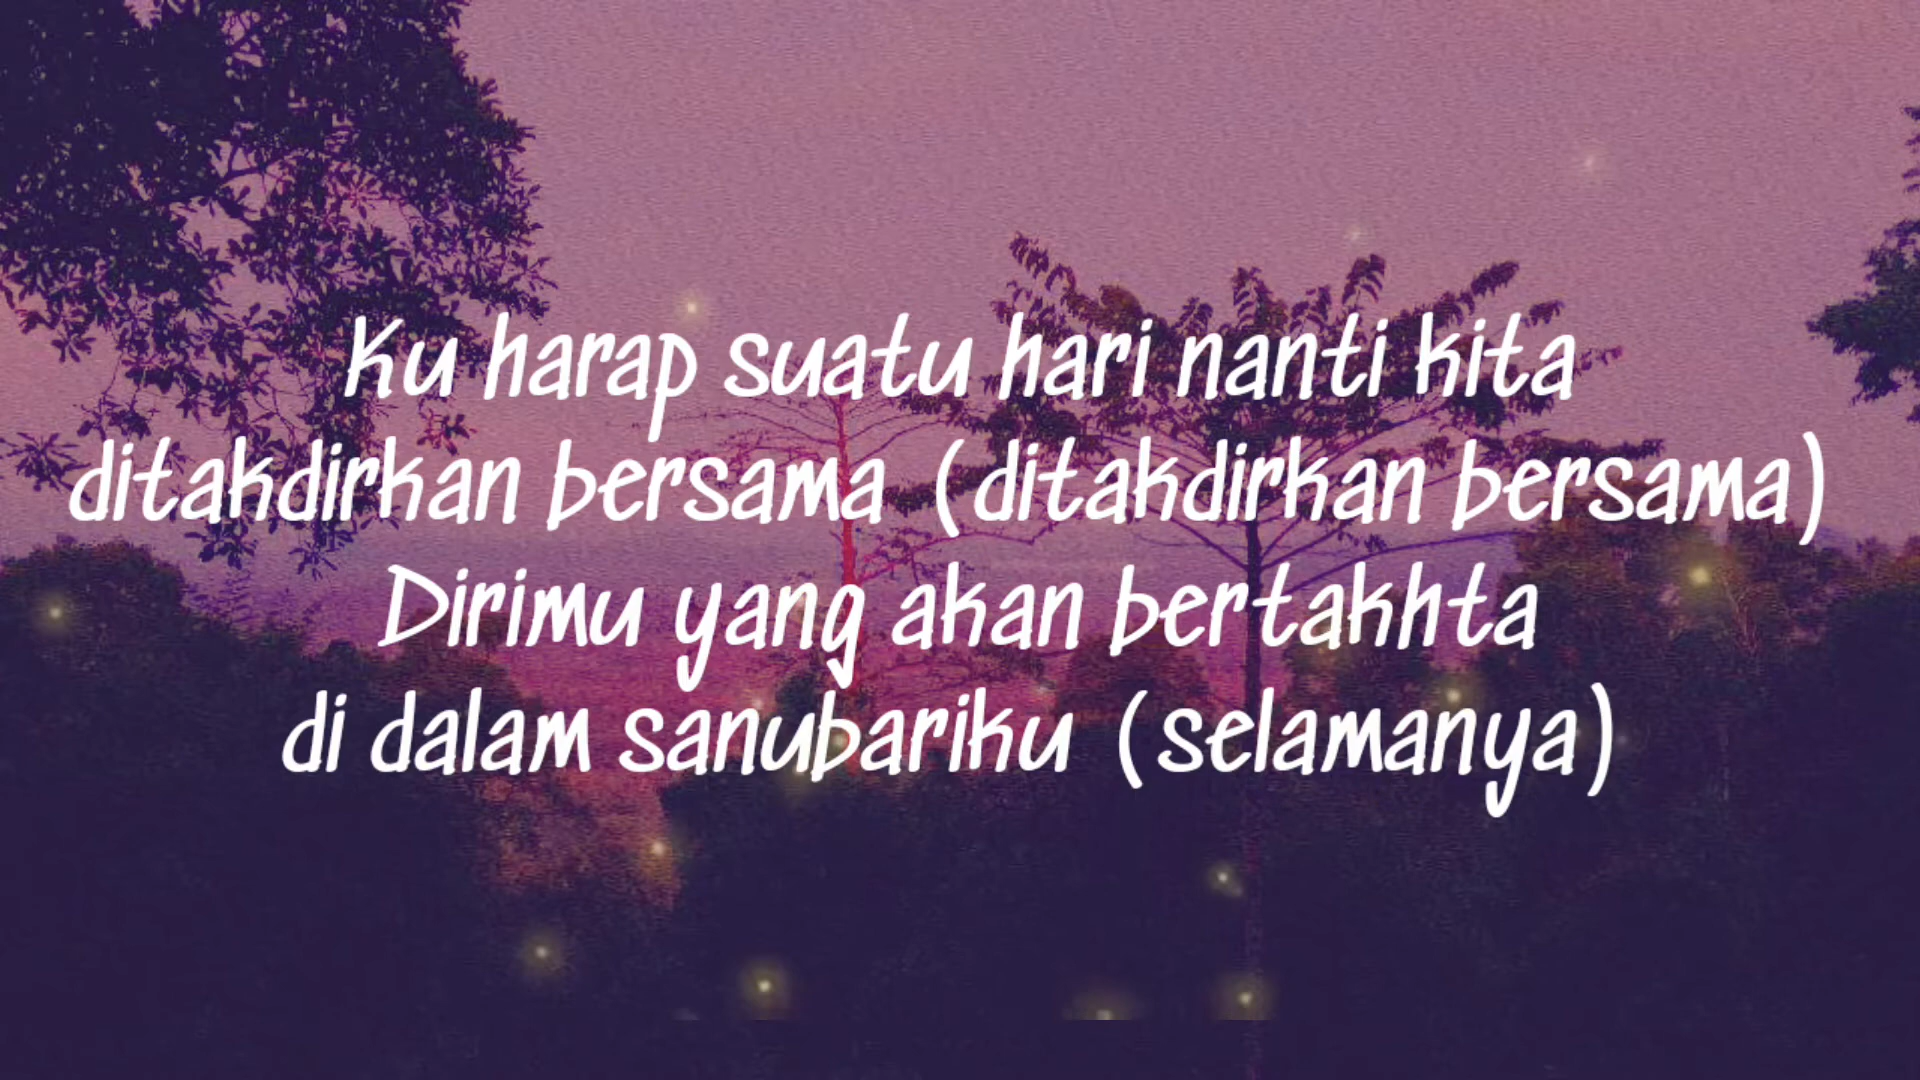 Ku harap suatu hari nanti kita
ditakdirkan bersama (ditakdirkan bersama)
Dirimu yang akan bertakhta
di dalam sanubariku (selamanya)